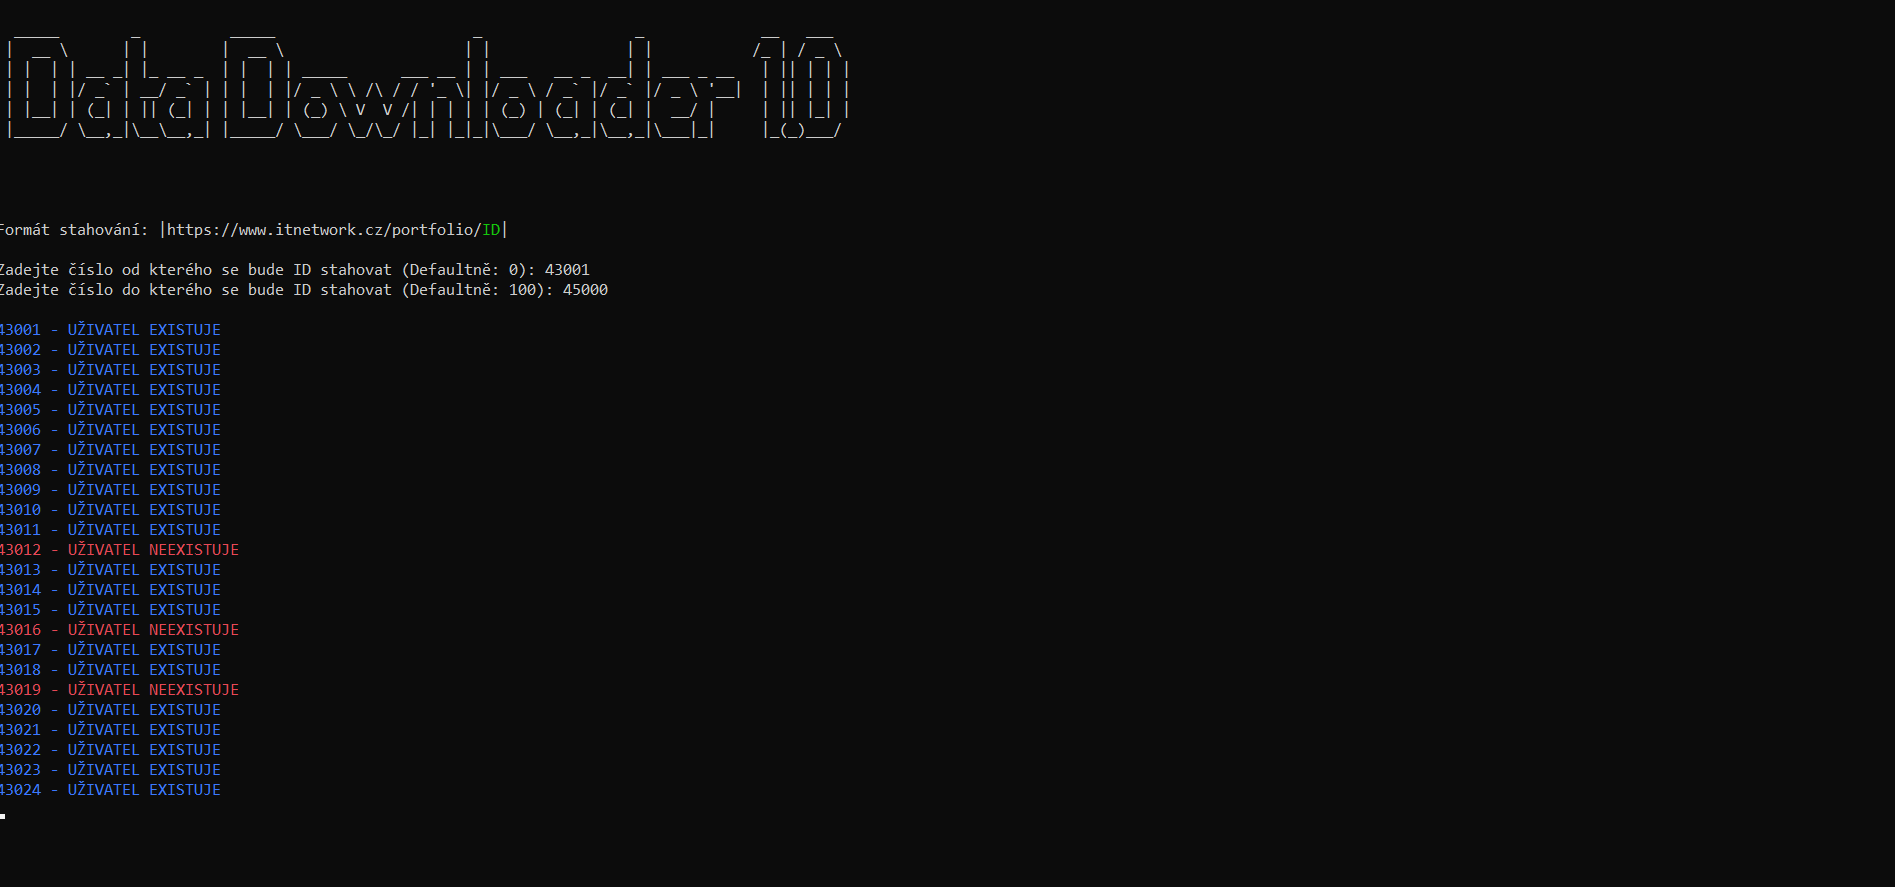 Data Downloader 1.0
Formát stahování: |https://www.itnetwork.cz/portfolio/ID|
Zadejte číslo od kterého se bude ID stahovat (Defaultně: 0): 43001
Zadejte číslo do kterého se bude ID stahovat (Defaultně: 100): 45000
43001 - UŽIVATEL EXISTUJE
43002 - UŽIVATEL EXISTUJE
43003 - UŽIVATEL EXISTUJE
43004 - UŽIVATEL EXISTUJE
43005 - UŽIVATEL EXISTUJE
43006 - UŽIVATEL EXISTUJE
43007 - UŽIVATEL EXISTUJE
43008 - UŽIVATEL EXISTUJE
43009 - UŽIVATEL EXISTUJE
43010 - UŽIVATEL EXISTUJE
43011 - UŽIVATEL EXISTUJE
43012 - UŽIVATEL NEEXISTUJE
43013 - UŽIVATEL EXISTUJE
43014 - UŽIVATEL EXISTUJE
43015 - UŽIVATEL EXISTUJE
43016 - UŽIVATEL NEEXISTUJE
43017 - UŽIVATEL EXISTUJE
43018 - UŽIVATEL EXISTUJE
43019 - UŽIVATEL NEEXISTUJE
43020 - UŽIVATEL EXISTUJE
43021 - UŽIVATEL EXISTUJE
43022 - UŽIVATEL EXISTUJE
43023 - UŽIVATEL EXISTUJE
43024 - UŽIVATEL EXISTUJE